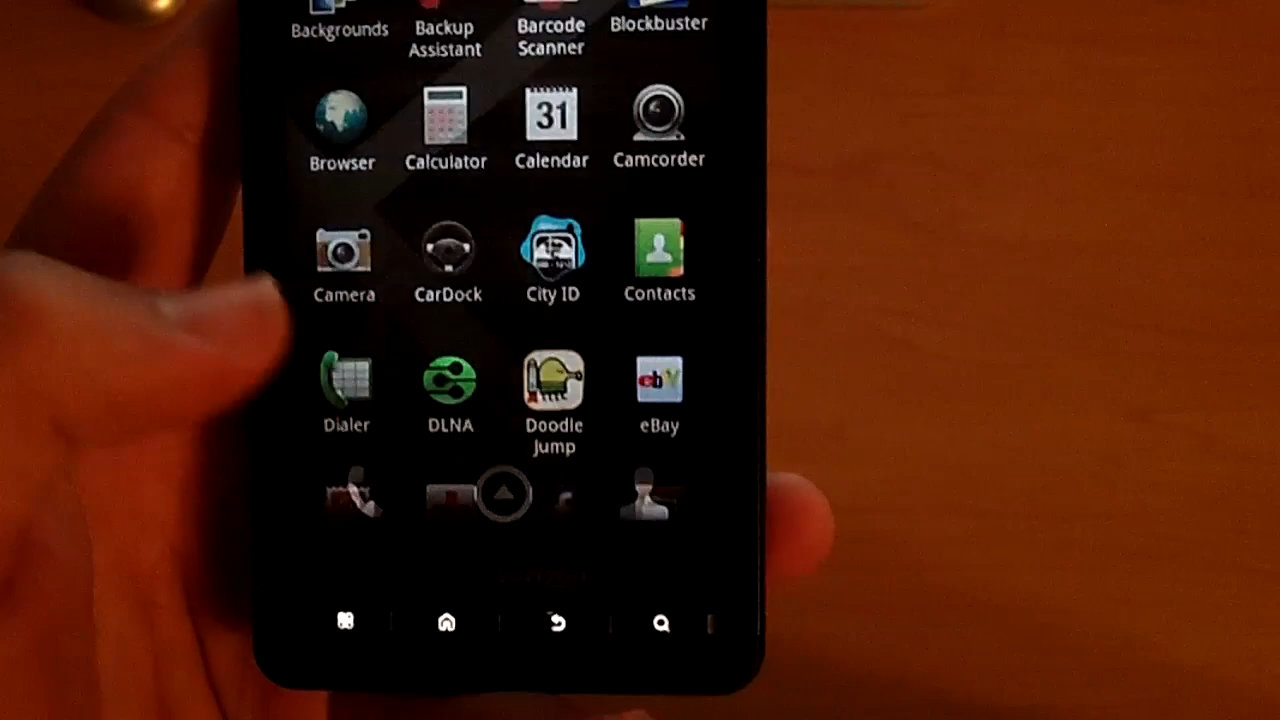 Backgrounds
Backup
Assistant
Barcode
Scanner
Blockbuster
Browser
Calculator
31
Calendar
Camcorder
Camera
CarDock
City ID
Contacts
Dialer
DLNA
Doodle
Jump
ebY
eBay